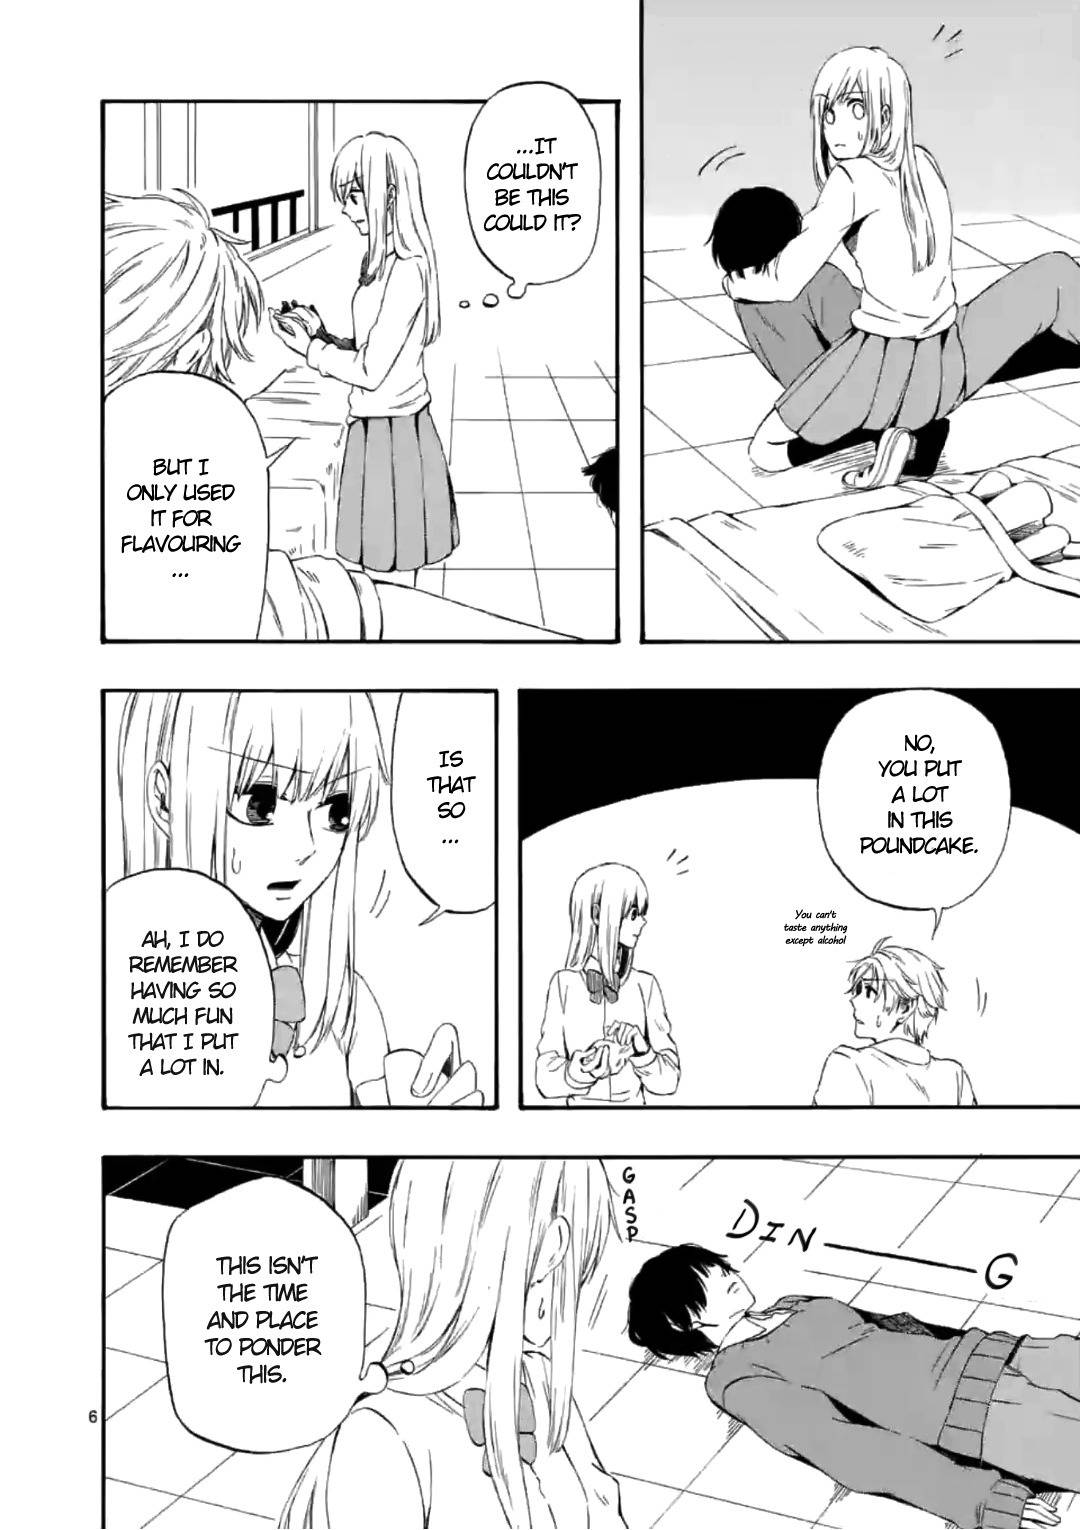 ...IT
COULDN'T
BE THIS
COULD IT?
BUT I
ONLY USED
IT FOR
FLAVOURING
...
NO,
YOU PUT
A LOT
IN THIS
POUNDCAKE.
You can't
taste anything
except alcohol
IS
THAT
SO
...
AH, I DO
REMEMBER
HAVING SO
MUCH FUN
THAT I PUT
A LOT IN.
GASP
DIN———G
THIS ISN'T
THE TIME
AND PLACE
TO PONDER
THIS.
6